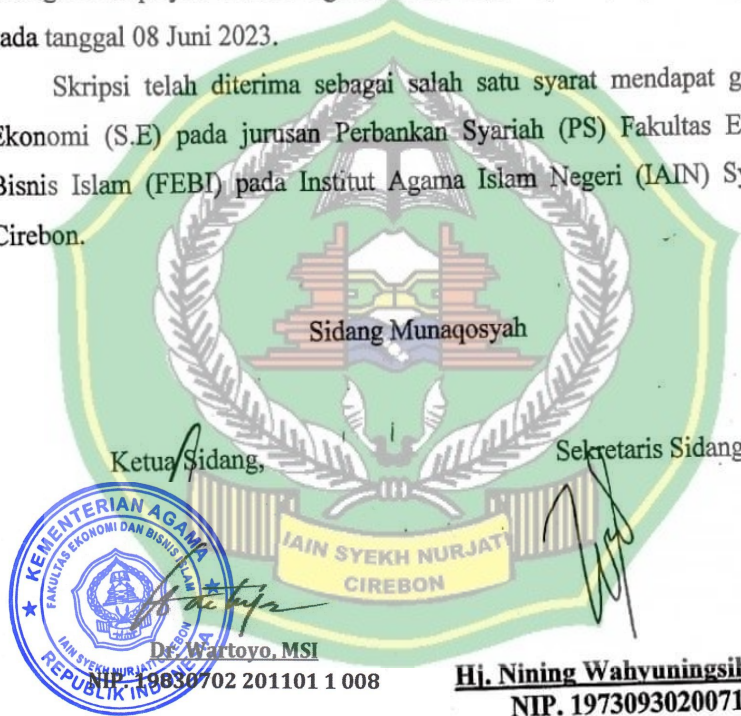 ada tanggal 08 Juni 2023.
Skripsi telah diterima sebagai salah satu syarat mendapat g
Ekonomi (S.E) pada jurusan Perbankan Syariah (PS) Fakultas E
Bisnis Islam (FEBI) pada Institut Agama Islam Negeri (IAIN) Sy
Cirebon.
Sidang Munaqosyah
Ketua Sidang,
Sekretaris Sidang
IAIN SYEKH NURJATI
CIREBON
KEMENTERIAN AGAMA
FAKULTAS EKONOMI DAN BISNIS ISLAM
IAIN SYEKH NURJATI CIREBON
REPUBLIK INDONESIA
Dr. Wartoyo, MSI
NIP. 19830702 201101 1 008
Hj. Nining Wahyuningsi
NIP. 1973093020071